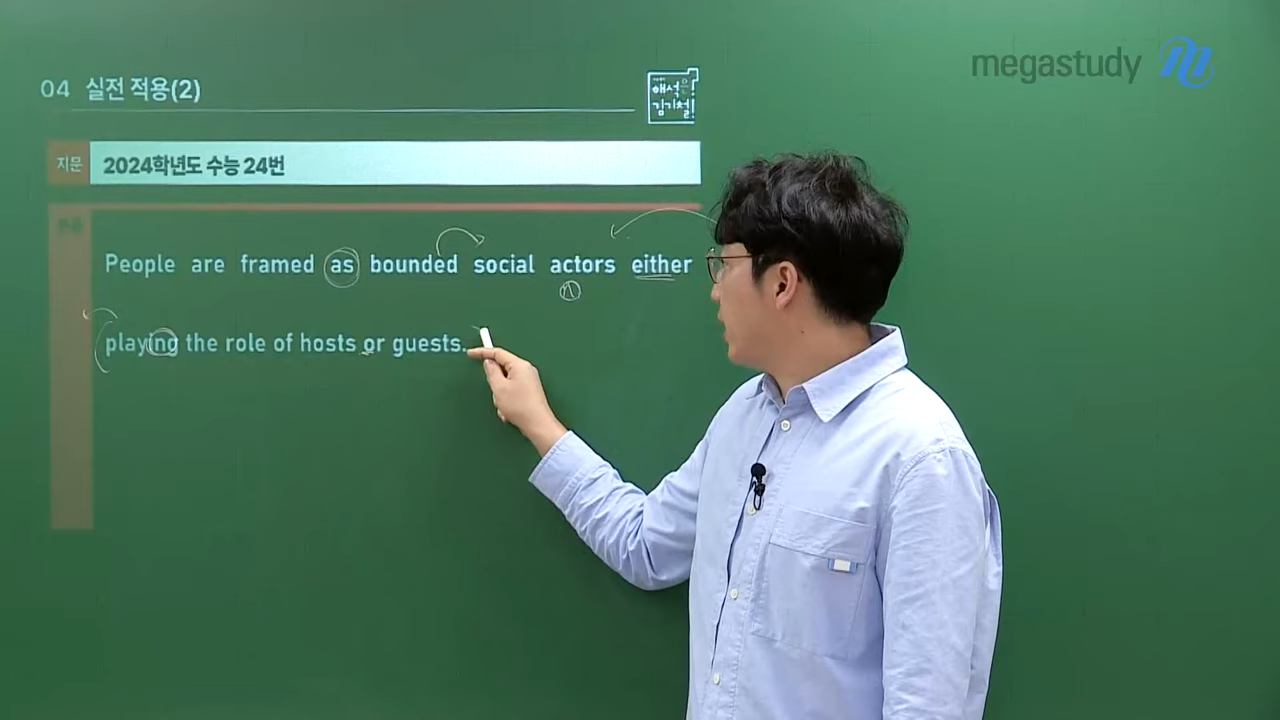 megastudy
04 실전 적용(2)
해석은!
김기철!
지문 2024학년도 수능 24번
People are framed as bounded social actors either
n
playing the role of hosts or guests.